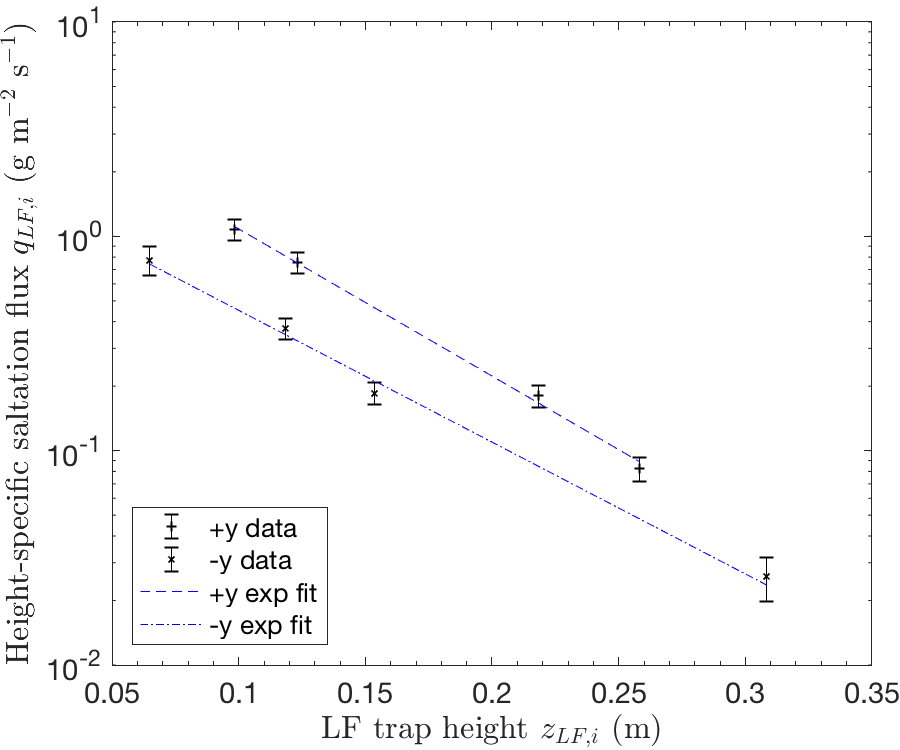 Height-specific saltation flux q_{LF,i} (g m^{-2} s^{-1})
10^1
10^0
10^{-1}
10^{-2}
+y data
-y data
+y exp fit
-y exp fit
0.05 0.1 0.15 0.2 0.25 0.3 0.35
LF trap height z_{LF,i} (m)